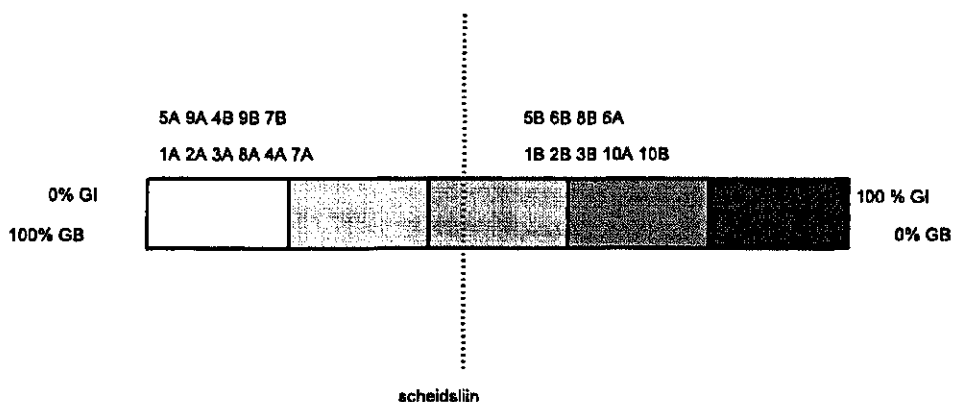 5A 9A 4B 9B 7B
5B 6B 8B 6A
1A 2A 3A 8A 4A 7A
1B 2B 3B 10A 10B
0% GI
100 % GI
100% GB
0% GB
scheidslijn